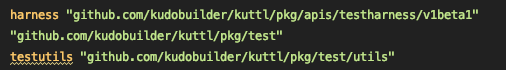 harness "github.com/kudobuilder/kuttl/pkg/apis/testharness/v1beta1"
"github.com/kudobuilder/kuttl/pkg/test"
testutils "github.com/kudobuilder/kuttl/pkg/test/utils"